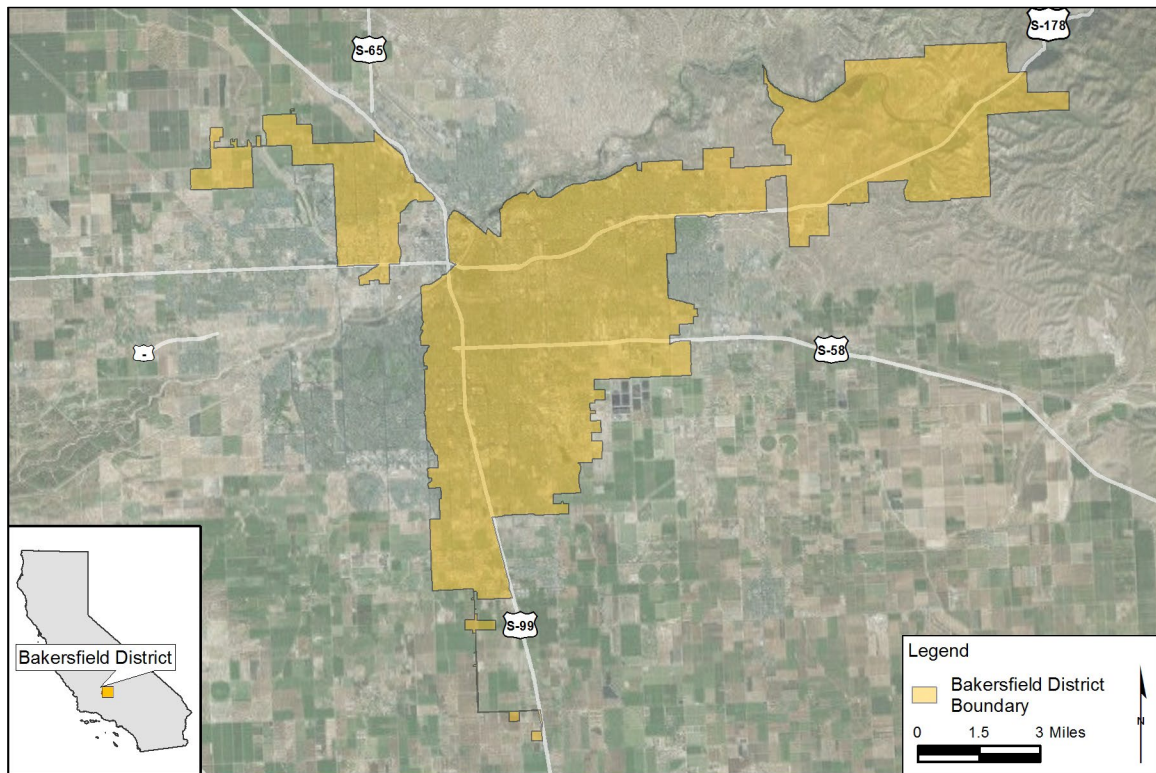 S-65
S-178
-
S-58
S-99
Bakersfield District
Legend
Bakersfield District
Boundary
0 1.5 3 Miles
N